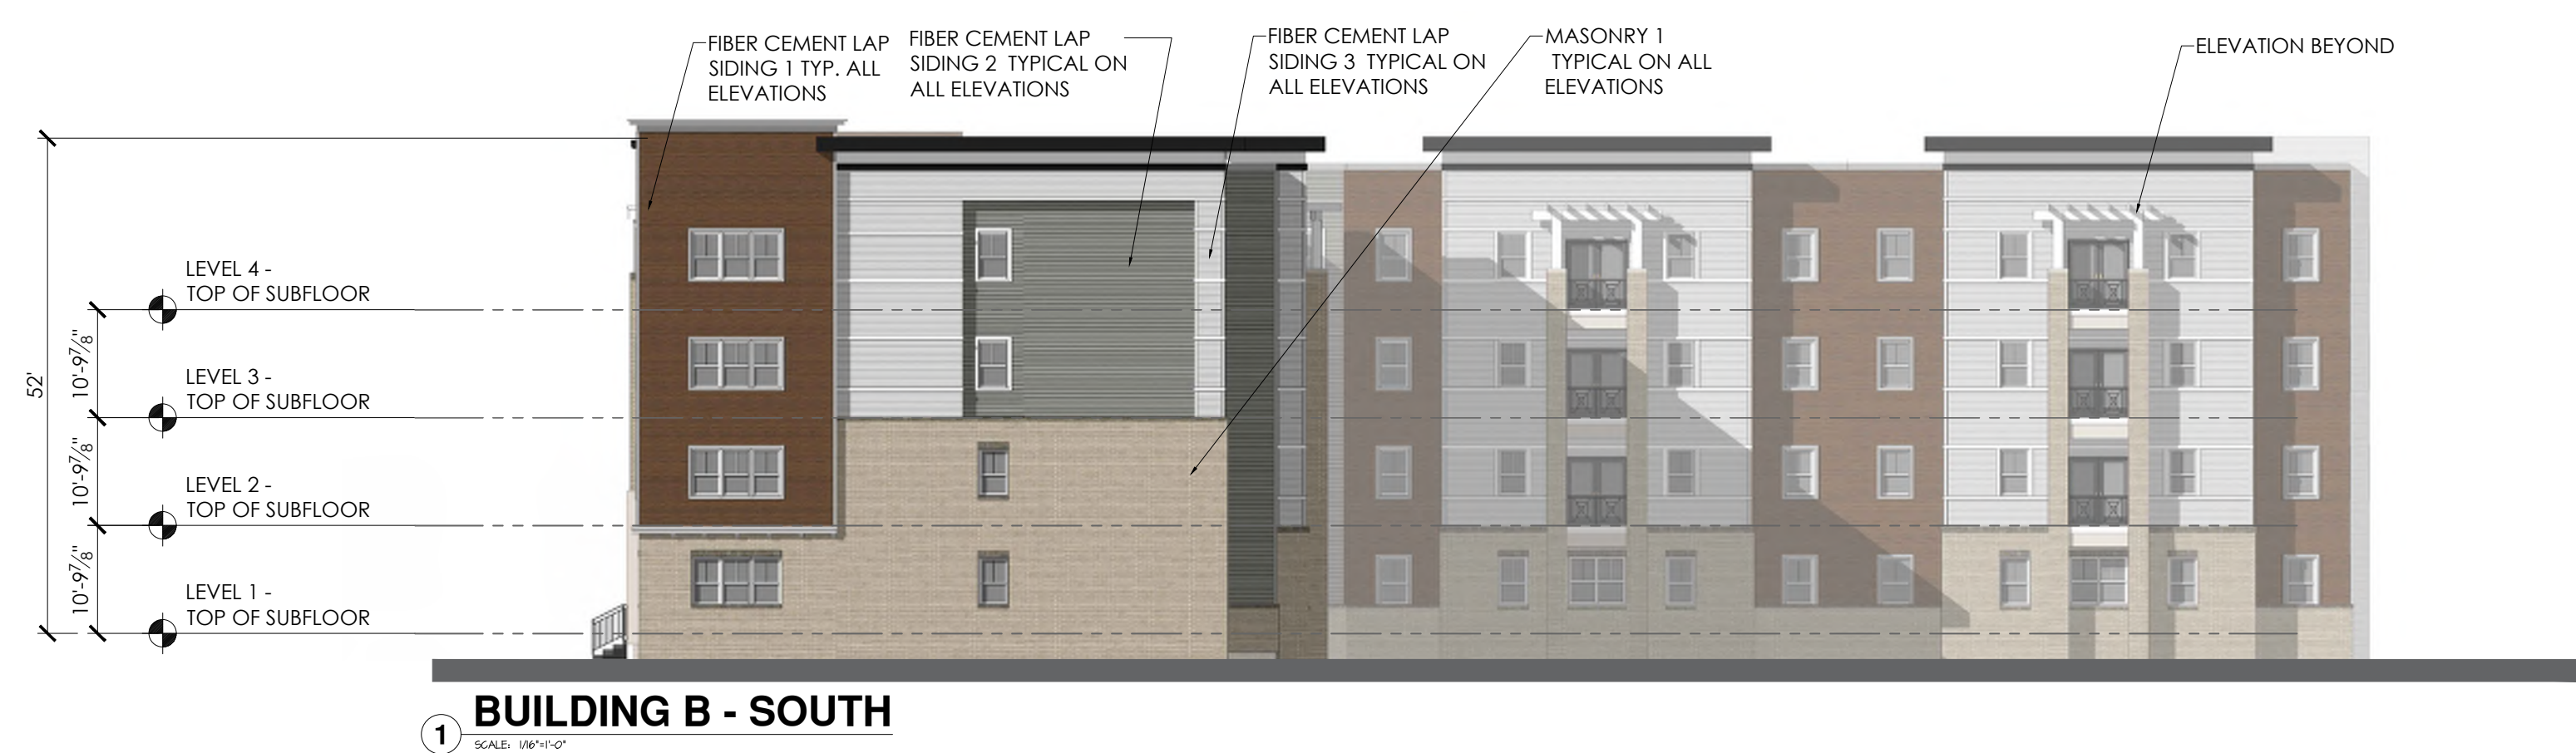 FIBER CEMENT LAP
SIDING 1 TYP. ALL
ELEVATIONS
FIBER CEMENT LAP
SIDING 2 TYPICAL ON
ALL ELEVATIONS
FIBER CEMENT LAP
SIDING 3 TYPICAL ON
ALL ELEVATIONS
MASONRY 1
TYPICAL ON ALL
ELEVATIONS
ELEVATION BEYOND
LEVEL 4 -
TOP OF SUBFLOOR
10'-9⅞"
LEVEL 3 -
TOP OF SUBFLOOR
52'
10'-9⅞"
LEVEL 2 -
TOP OF SUBFLOOR
10'-9⅞"
LEVEL 1 -
TOP OF SUBFLOOR
1 BUILDING B - SOUTH
SCALE: 1/16"=1'-0"